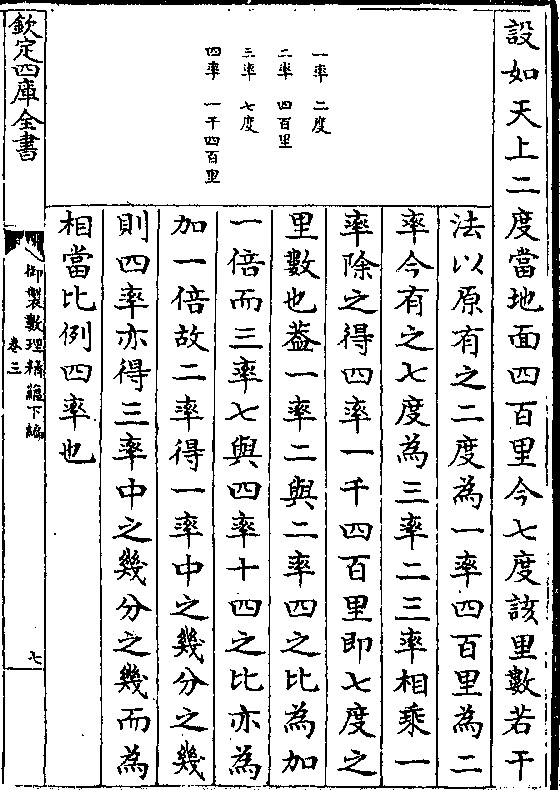 設如天上二度當地面四百里今七度該里數若干
一率　二度
二率　四百里
三率　七度
四率　一千四百里
法以原有之二度為一率四百里為二
率今有之七度為三率二三率相乘一
率除之得四率一千四百里即七度之
里數也葢一率二與二率四之比為加
一倍而三率七與四率十四之比亦為
加一倍故二率得一率中之幾分之幾
則四率亦得三率中之幾分之幾而為
相當比例四率也
欽定四庫全書
御製數理精蘊下編
卷三
七